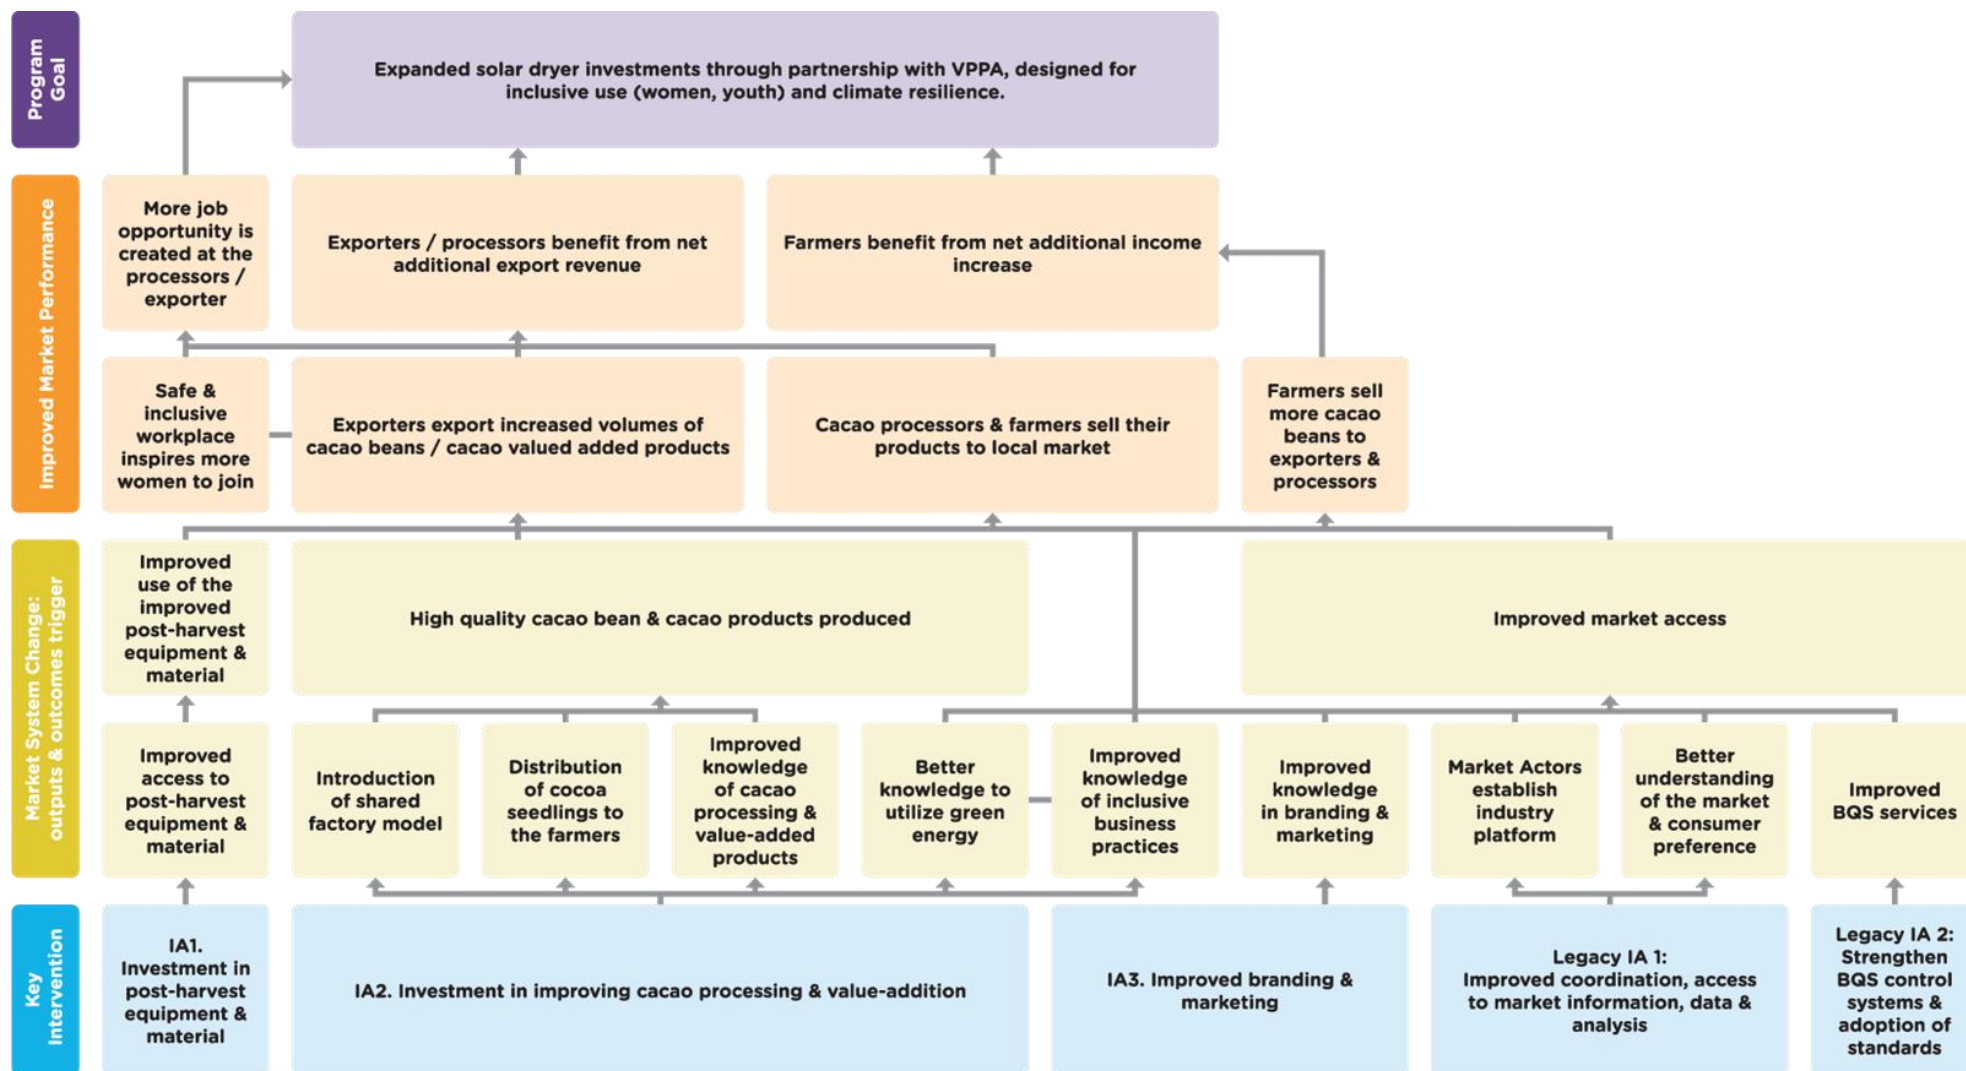 Program
Goal
Expanded solar dryer investments through partnership with VPPA, designed for
inclusive use (women, youth) and climate resilience.
Improved Market Performance
More job
opportunity is
created at the
processors /
exporter
Exporters / processors benefit from net
additional export revenue
Farmers benefit from net additional income
increase
Safe &
inclusive
workplace
inspires more
women to join
Exporters export increased volumes of
cacao beans / cacao valued added products
Cacao processors & farmers sell their
products to local market
Farmers sell
more cacao
beans to
exporters &
processors
Market System Change:
outputs & outcomes trigger
Improved
use of the
improved
post-harvest
equipment &
material
High quality cacao bean & cacao products produced
Improved market access
Improved
access to
post-harvest
equipment &
material
Introduction
of shared
factory model
Distribution
of cocoa
seedlings to
the farmers
Improved
knowledge
of cacao
processing &
value-added
products
Better
knowledge to
utilize green
energy
Improved
knowledge
of inclusive
business
practices
Improved
knowledge
in branding &
marketing
Market Actors
establish
industry
platform
Better
understanding
of the market
& consumer
preference
Improved
BQS services
Key
Intervention
IA1.
Investment in
post-harvest
equipment &
material
IA2. Investment in improving cacao processing & value-addition
IA3. Improved branding &
marketing
Legacy IA 1:
Improved coordination, access
to market information, data &
analysis
Legacy IA 2:
Strengthen
BQS control
systems &
adoption of
standards